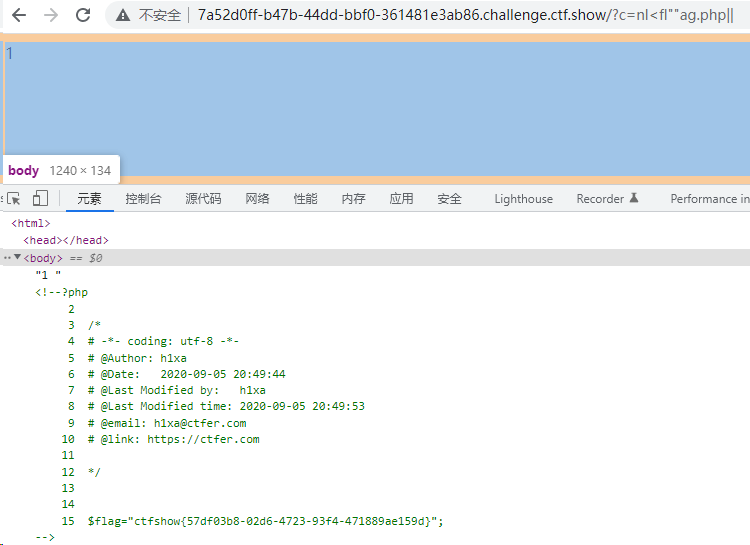 不安全 | 7a52d0ff-b47b-44dd-bbf0-361481e3ab86.challenge.ctf.show/?c=nl<fl""ag.php||
1
body 1240 × 134
元素 控制台 源代码 网络 性能 内存 应用 安全 Lighthouse Recorder Performance in
<html>
<head></head>
<body> == $0
"1 "
<!--?php
2
3 /*
4 # -*- coding: utf-8 -*-
5 # @Author: h1xa
6 # @Date:   2020-09-05 20:49:44
7 # @Last Modified by:   h1xa
8 # @Last Modified time: 2020-09-05 20:49:53
9 # @email: h1xa@ctfer.com
10 # @link: https://ctfer.com
11
12 */
13
14
15 $flag="ctfshow{57df03b8-02d6-4723-93f4-471889ae159d}";
-->